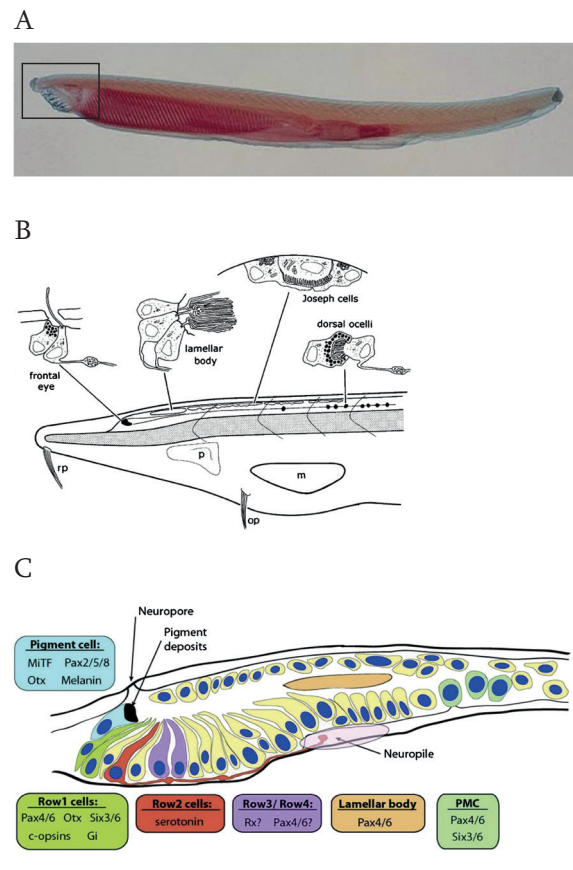 A
B
Joseph cells
dorsal ocelli
lamellar
body
frontal
eye
p
rp
m
op
C
Neuropore
Pigment
deposits
Pigment cell:
MiTF Pax2/5/8
Otx Melanin
Neuropile
Row1 cells:
Pax4/6 Otx Six3/6
c-opsins Gi
Row2 cells:
serotonin
Row3/ Row4:
Rx? Pax4/6?
Lamellar body
Pax4/6
PMC
Pax4/6
Six3/6